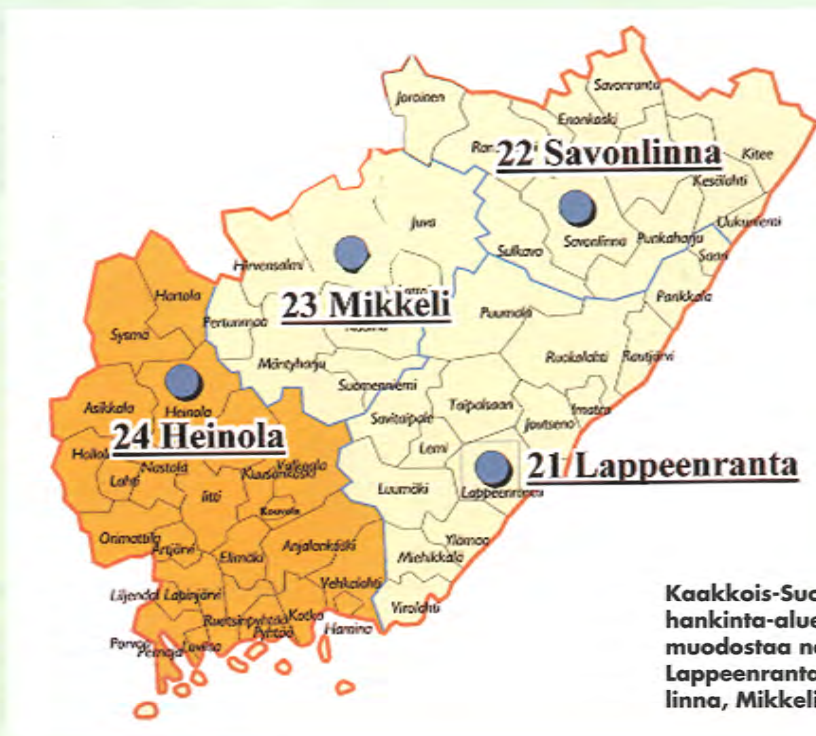 Joroinen
Savonranta
Enonkoski
22 Savonlinna
Kitee
Kesälahti
Juva
Uukuniemi
Sulkava
Savonlinna
Punkaharju
Saari
Hirvensalmi
Parikkala
Hartola
23 Mikkeli
Pertunmaa
Puumala
Sysmä
Mäntyharju
Ruokolahti
Rautjärvi
Suomenniemi
Asikkala
Heinola
Savitaipale
Taipalsaari
Imatra
Joutseno
24 Heinola
Lemi
Hollola
Nastola
Valkeala
Kuusankoski
21 Lappeenranta
Lahti
Iitti
Luumäki
Lappeenranta
Kouvola
Orimattila
Artjärvi
Elimäki
Anjalankoski
Ylämaa
Miehikkälä
Vehkalahti
Liljendal
Lapinjärvi
Virolahti
Ruotsinpyhtää
Kotka
Pyhtää
Hamina
Porvoo
Pernaja
Loviisa
Kaakkois-Suo
hankinta-alue
muodostaa ne
Lappeenranta
linna, Mikkeli